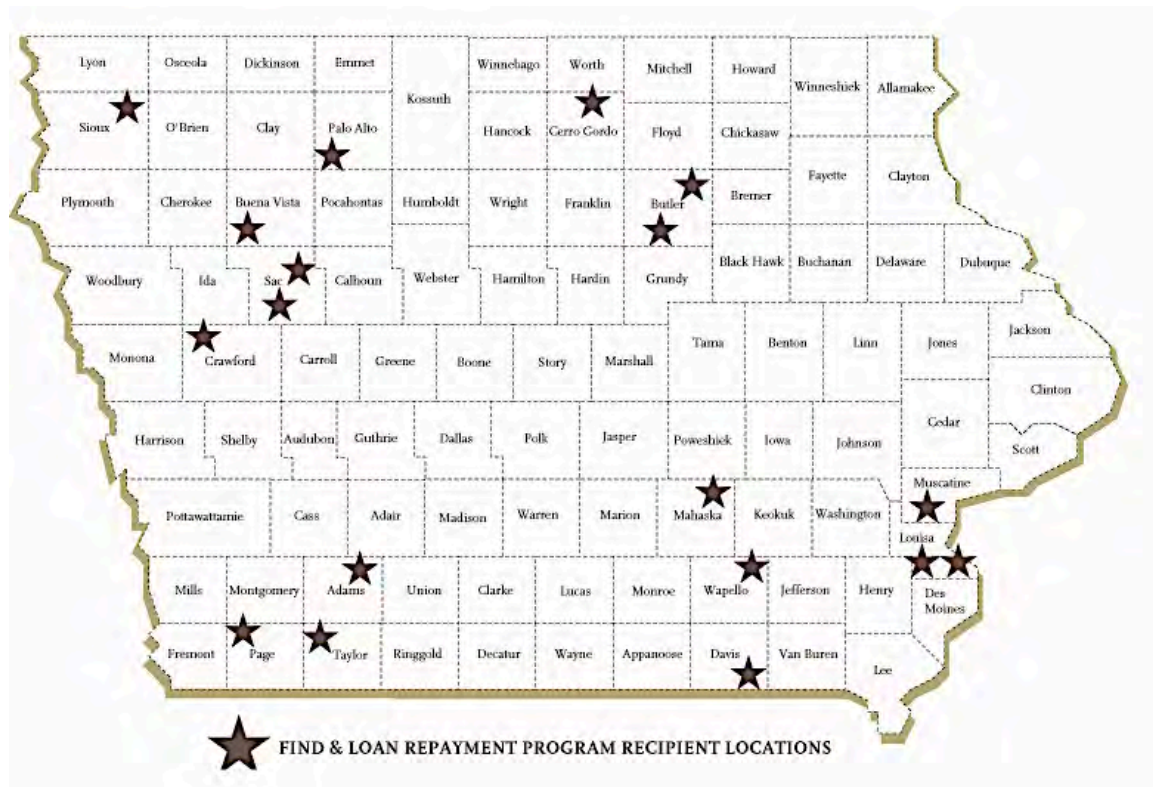 Lyon Osceola Dickinson Emmet Kossuth Winnebago Worth Mitchell Howard Winneshiek Allamakee
Sioux O'Brien Clay Palo Alto Hancock Cerro Gordo Floyd Chickasaw
Plymouth Cherokee Buena Vista Pocahontas Humboldt Wright Franklin Butler Bremer Fayette Clayton
Woodbury Ida Sac Calhoun Webster Hamilton Hardin Grundy Black Hawk Buchanan Delaware Dubuque
Monona Crawford Carroll Greene Boone Story Marshall Tama Benton Linn Jones Jackson
Clinton
Harrison Shelby Audubon Guthrie Dallas Polk Jasper Poweshiek Iowa Johnson Cedar Scott
Muscatine
Pottawattamie Cass Adair Madison Warren Marion Mahaska Keokuk Washington
Louisa
Mills Montgomery Adams Union Clarke Lucas Monroe Wapello Jefferson Henry Des
Moines
Fremont Page Taylor Ringgold Decatur Wayne Appanoose Davis Van Buren Lee
FIND & LOAN REPAYMENT PROGRAM RECIPIENT LOCATIONS